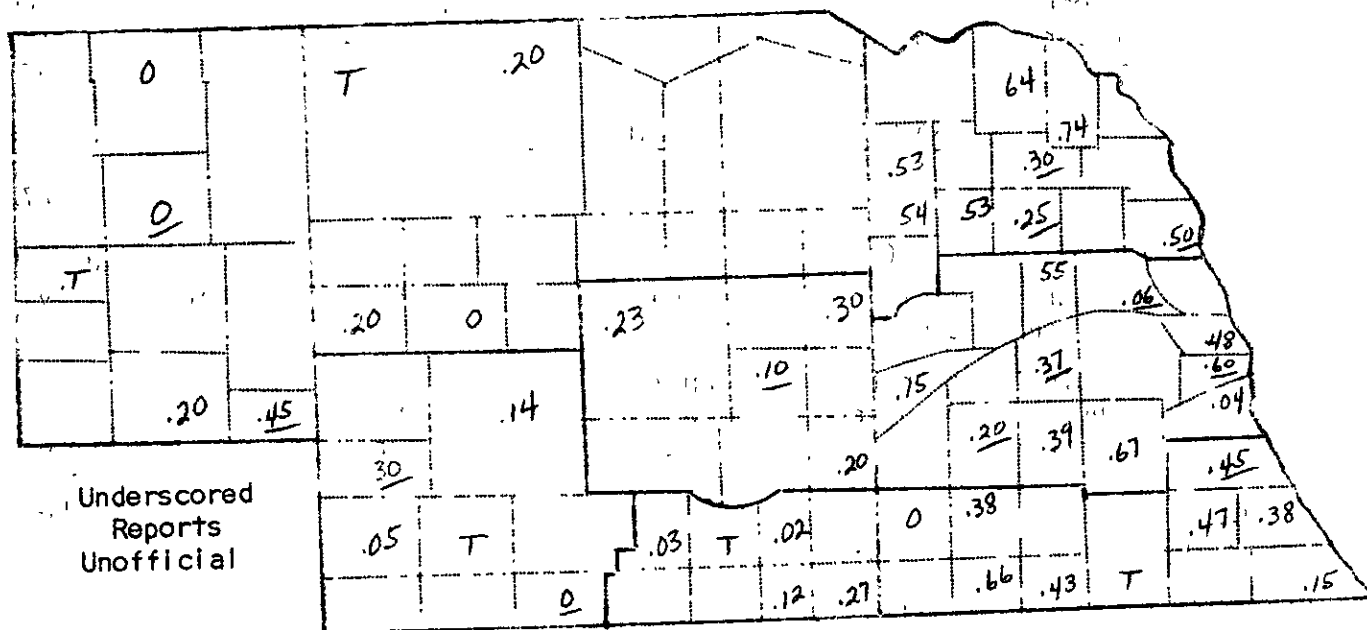 0 T .20 64
.74
.53 .30
0 54 53 .25
.50
.T 55
.06
.20 0 .23 .30
.48
.10 .15 .37 .60
.20 .45 .14 .04
.20 .39
30 .20 .67 .45
Underscored
Reports
Unofficial
.05 T .03 T .02 0 .38 .47 .38
0 .12 .27 .66 .43 T .15